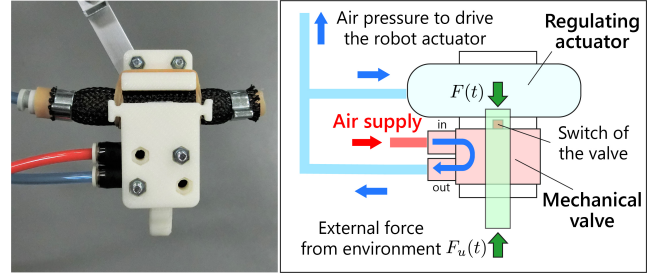 Air pressure to drive
the robot actuator
Regulating
actuator
F(t)
Air supply
in
out
Switch of
the valve
Mechanical
valve
External force
from environment F_u(t)